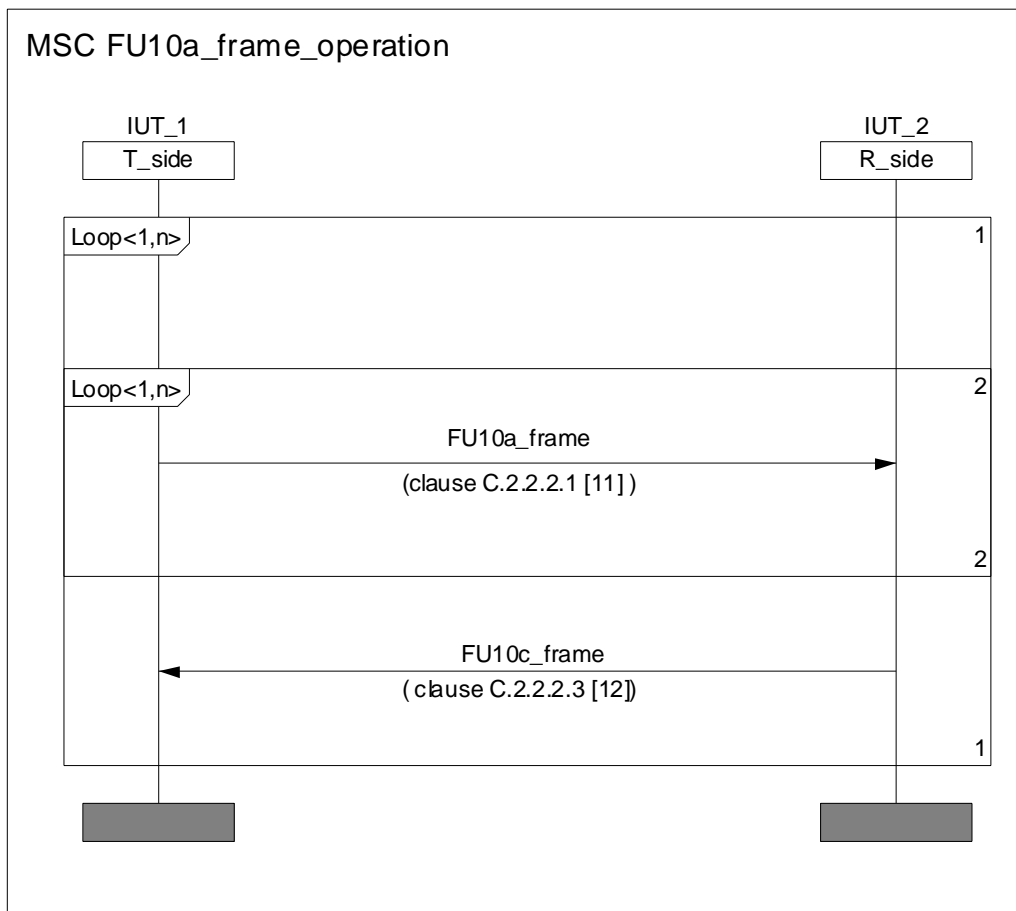 MSC FU10a_frame_operation
IUT_1
IUT_2
T_side
R_side
Loop<1,n>
1
Loop<1,n>
2
FU10a_frame
(clause C.2.2.2.1 [11] )
2
FU10c_frame
( clause C.2.2.2.3 [12])
1